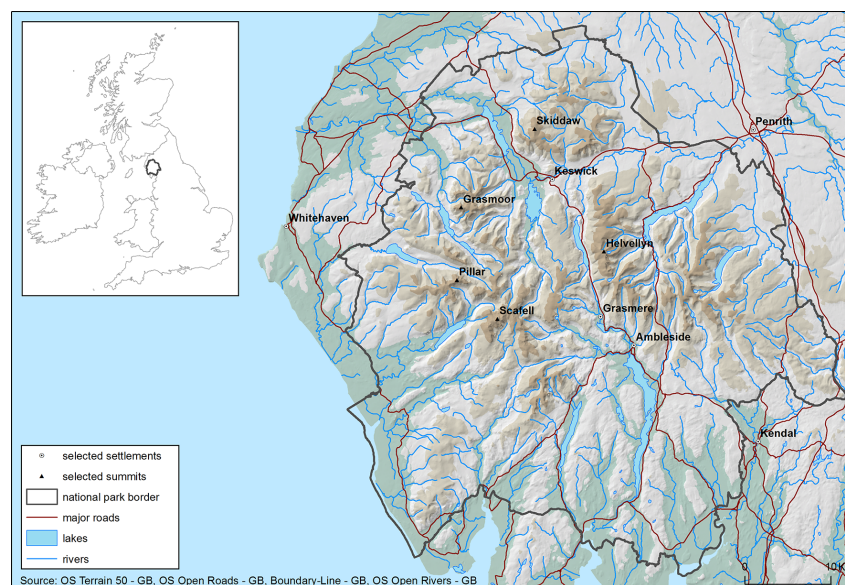 Skiddaw
Penrith
Keswick
Grasmoor
Whitehaven
Helvellyn
Pillar
Scafell
Grasmere
Ambleside
Kendal
selected settlements
selected summits
national park border
major roads
lakes
rivers
0 10 K
Source: OS Terrain 50 - GB, OS Open Roads - GB, Boundary-Line - GB, OS Open Rivers - GB